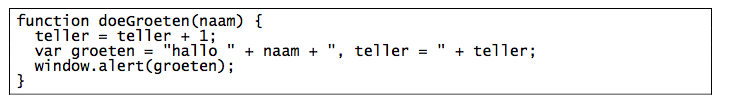 function doeGroeten(naam) {
  teller = teller + 1;
  var groeten = "hallo " + naam + ", teller = " + teller;
  window.alert(groeten);
}